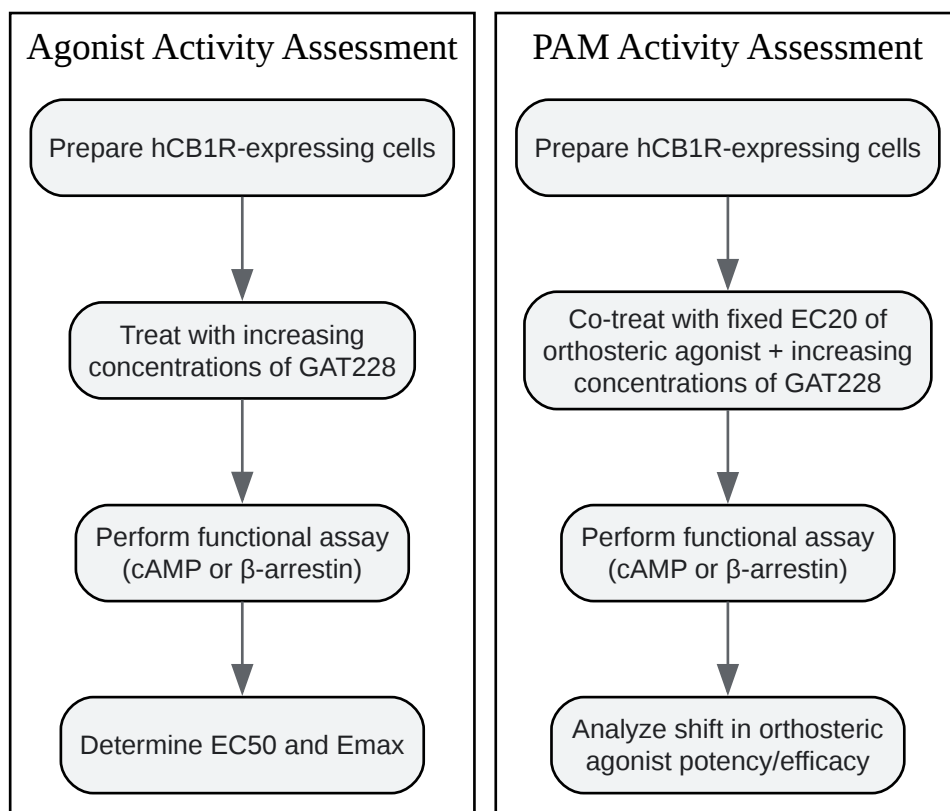 Agonist Activity Assessment
Prepare hCB1R-expressing cells
Treat with increasing
concentrations of GAT228
Perform functional assay
(cAMP or β-arrestin)
Determine EC50 and Emax
PAM Activity Assessment
Prepare hCB1R-expressing cells
Co-treat with fixed EC20 of
orthosteric agonist + increasing
concentrations of GAT228
Perform functional assay
(cAMP or β-arrestin)
Analyze shift in orthosteric
agonist potency/efficacy